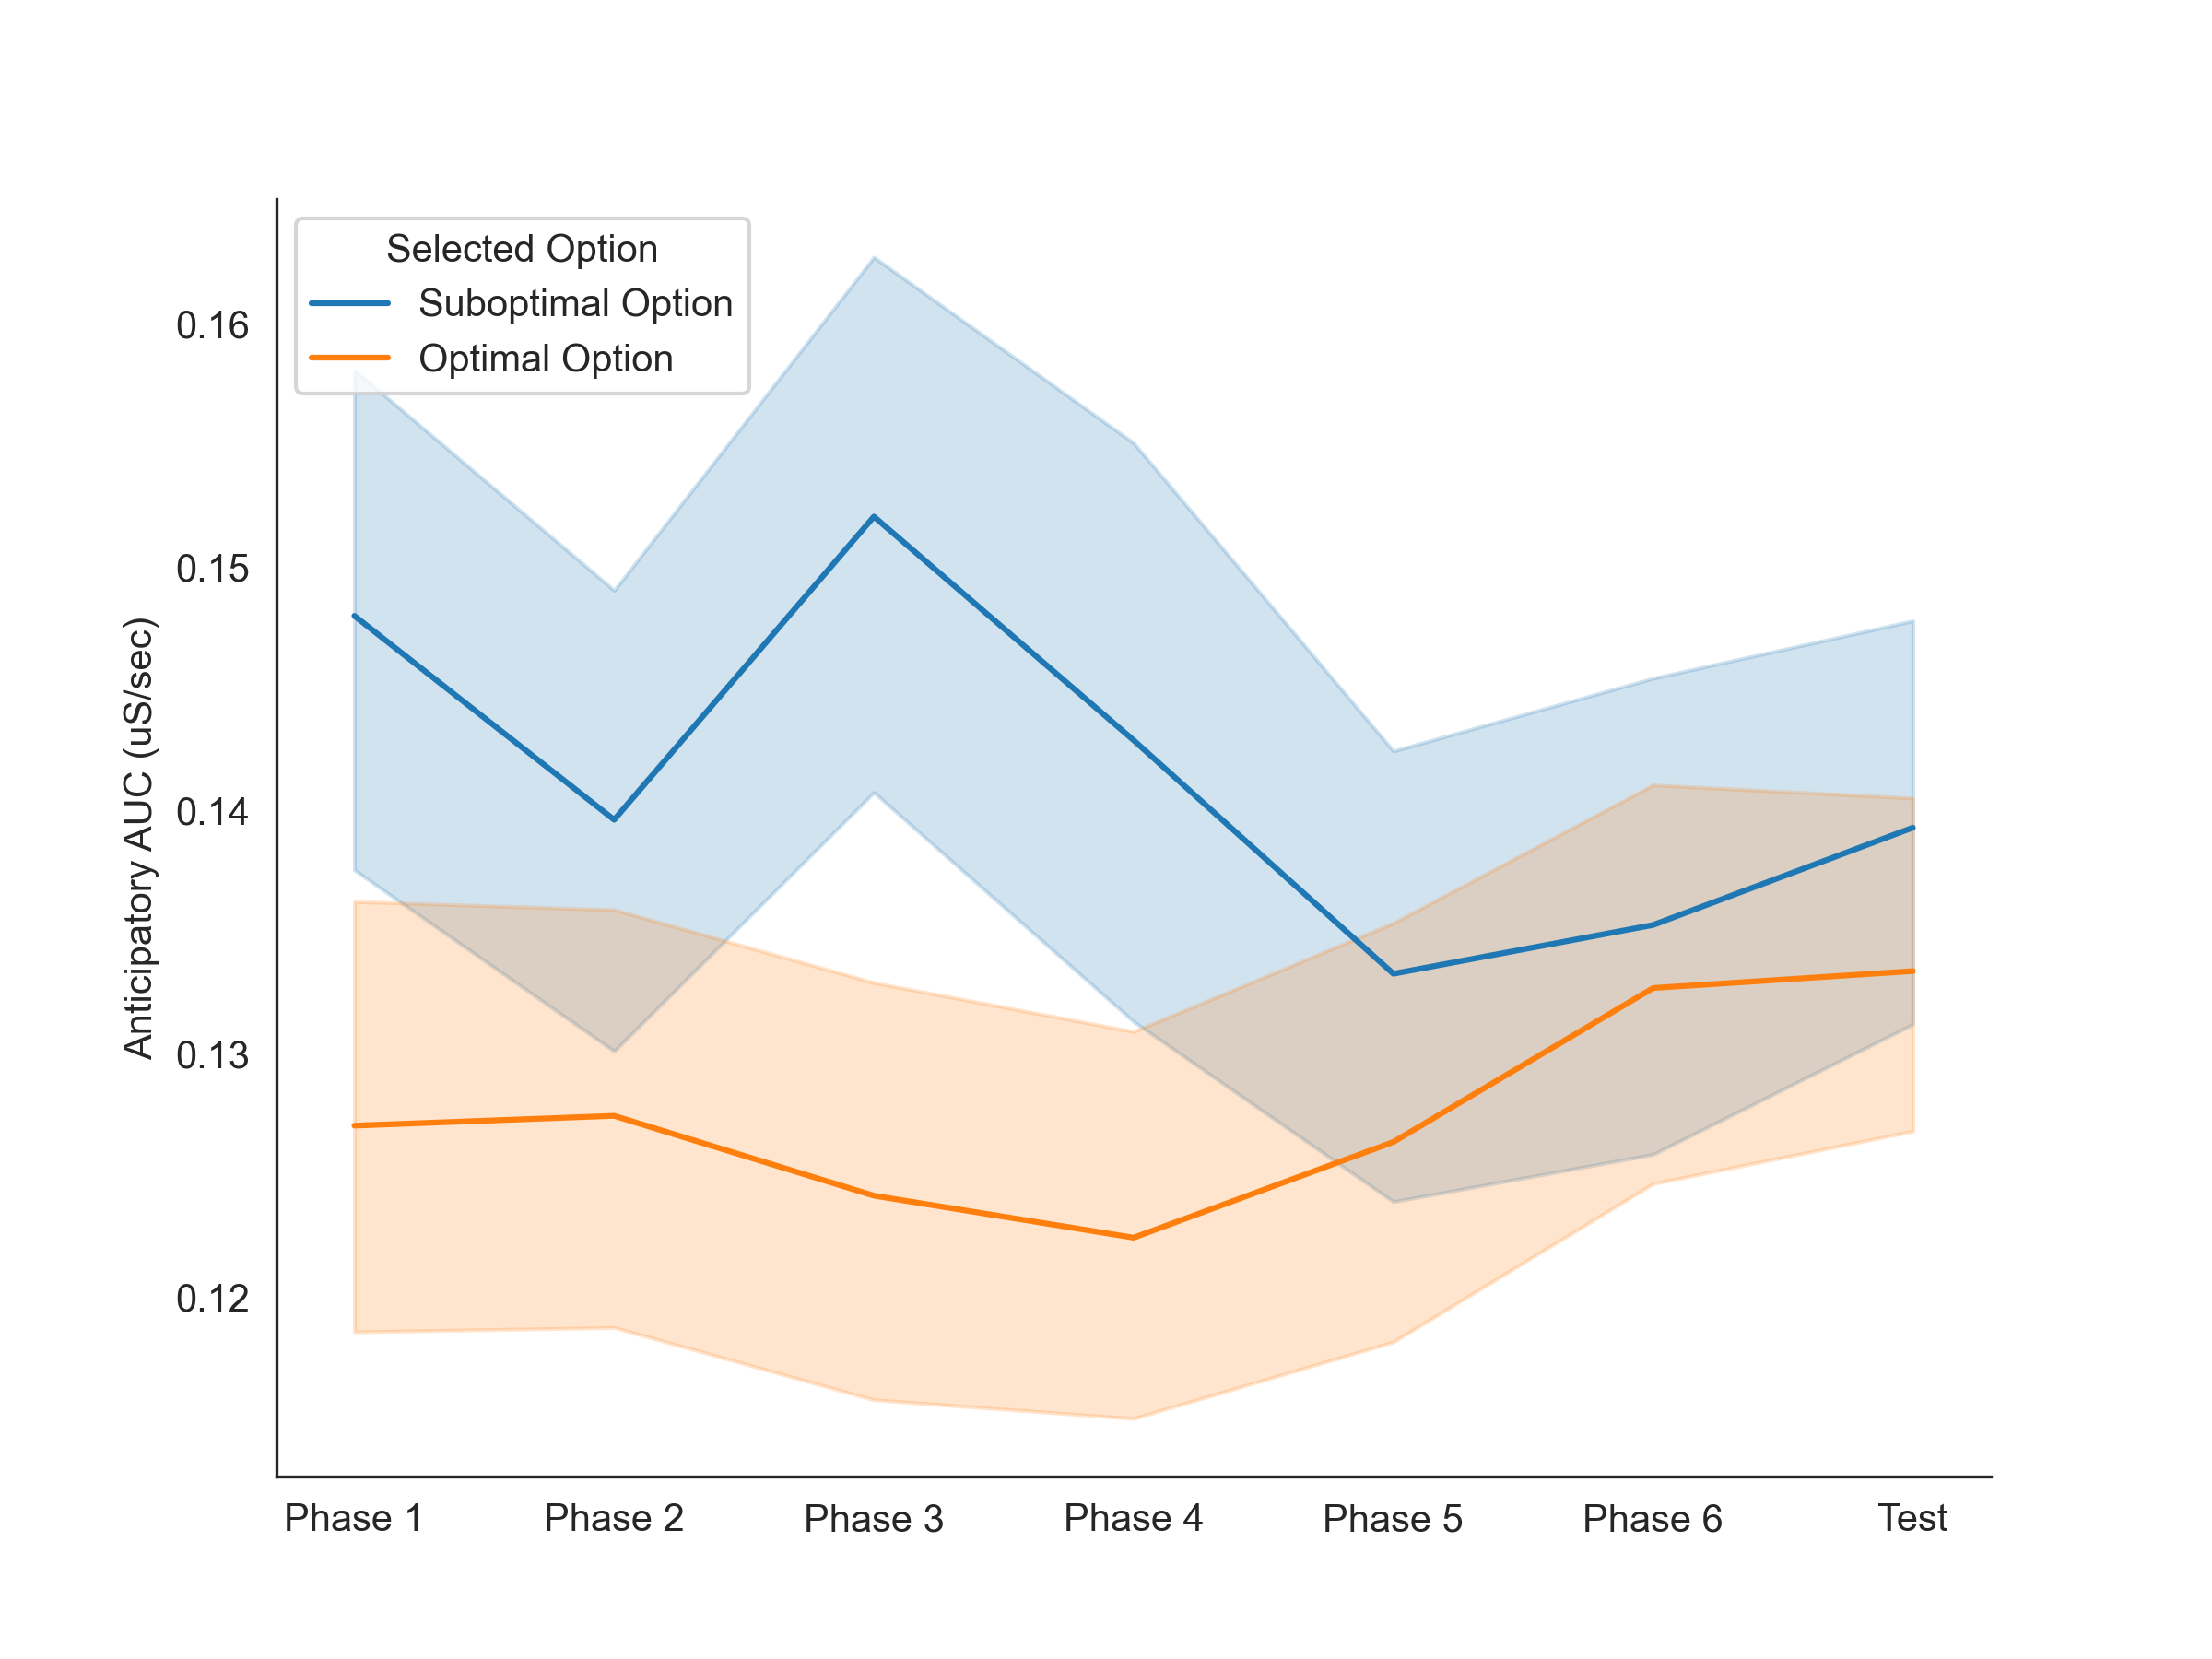 Selected Option
Suboptimal Option
Optimal Option
Anticipatory AUC (uS/sec)
0.16
0.15
0.14
0.13
0.12
Phase 1 Phase 2 Phase 3 Phase 4 Phase 5 Phase 6 Test